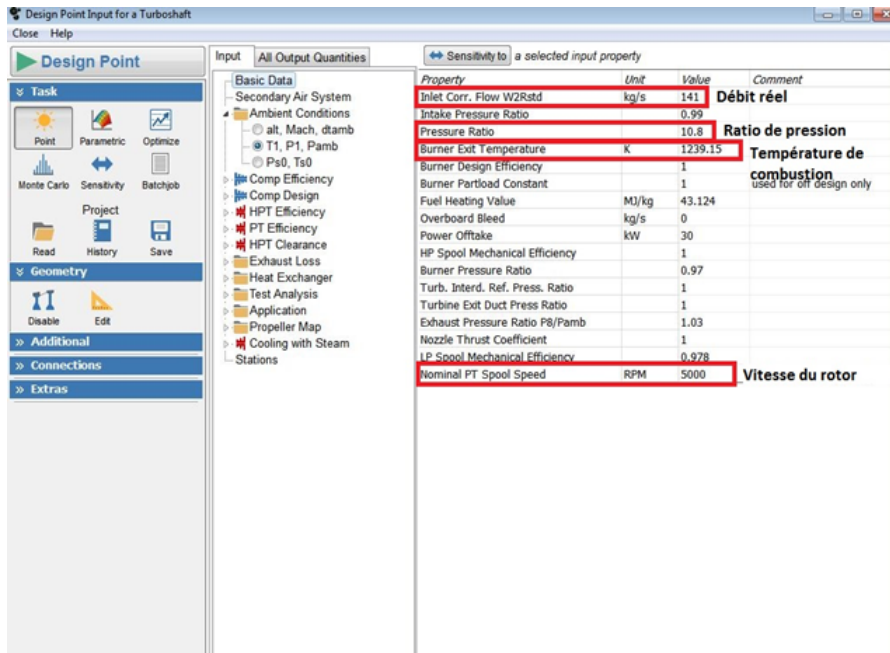 Design Point Input for a Turboshaft
Close Help
Design Point
Input All Output Quantities
Sensitivity to a selected input property
Task
Point Parametric Optimize
Monte Carlo Sensitivity Batchjob
Project
Read History Save
Geometry
Disable Edit
Additional
Connections
Extras
Basic Data
Secondary Air System
Ambient Conditions
alt, Mach, dtamb
T1, P1, Pamb
Ps0, Ts0
Comp Efficiency
Comp Design
HPT Efficiency
PT Efficiency
HPT Clearance
Exhaust Loss
Heat Exchanger
Test Analysis
Application
Propeller Map
Cooling with Steam
Stations
Property Unit Value Comment
Inlet Corr. Flow W2Rstd kg/s 141 Débit réel
Intake Pressure Ratio 0.99
Pressure Ratio 10.8 Ratio de pression
Burner Exit Temperature K 1239.15 Température de
combustion
Burner Design Efficiency 1
Burner Partload Constant 1 used for off design only
Fuel Heating Value MJ/kg 43.124
Overboard Bleed kg/s 0
Power Offtake kW 30
HP Spool Mechanical Efficiency 1
Burner Pressure Ratio 0.97
Turb. Interd. Ref. Press. Ratio 1
Turbine Exit Duct Press Ratio 1
Exhaust Pressure Ratio P8/Pamb 1.03
Nozzle Thrust Coefficient 1
LP Spool Mechanical Efficiency 0.978
Nominal PT Spool Speed RPM 5000 Vitesse du rotor